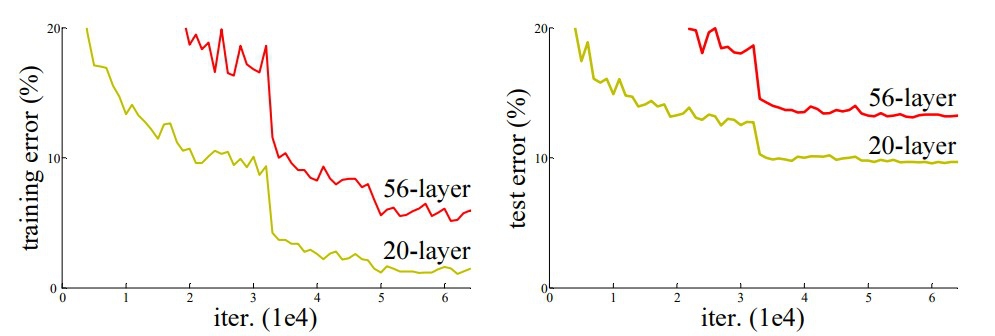 20
10
0
training error (%)
56-layer
20-layer
0 1 2 3 4 5 6
iter. (1e4)
20
10
0
test error (%)
56-layer
20-layer
0 1 2 3 4 5 6
iter. (1e4)